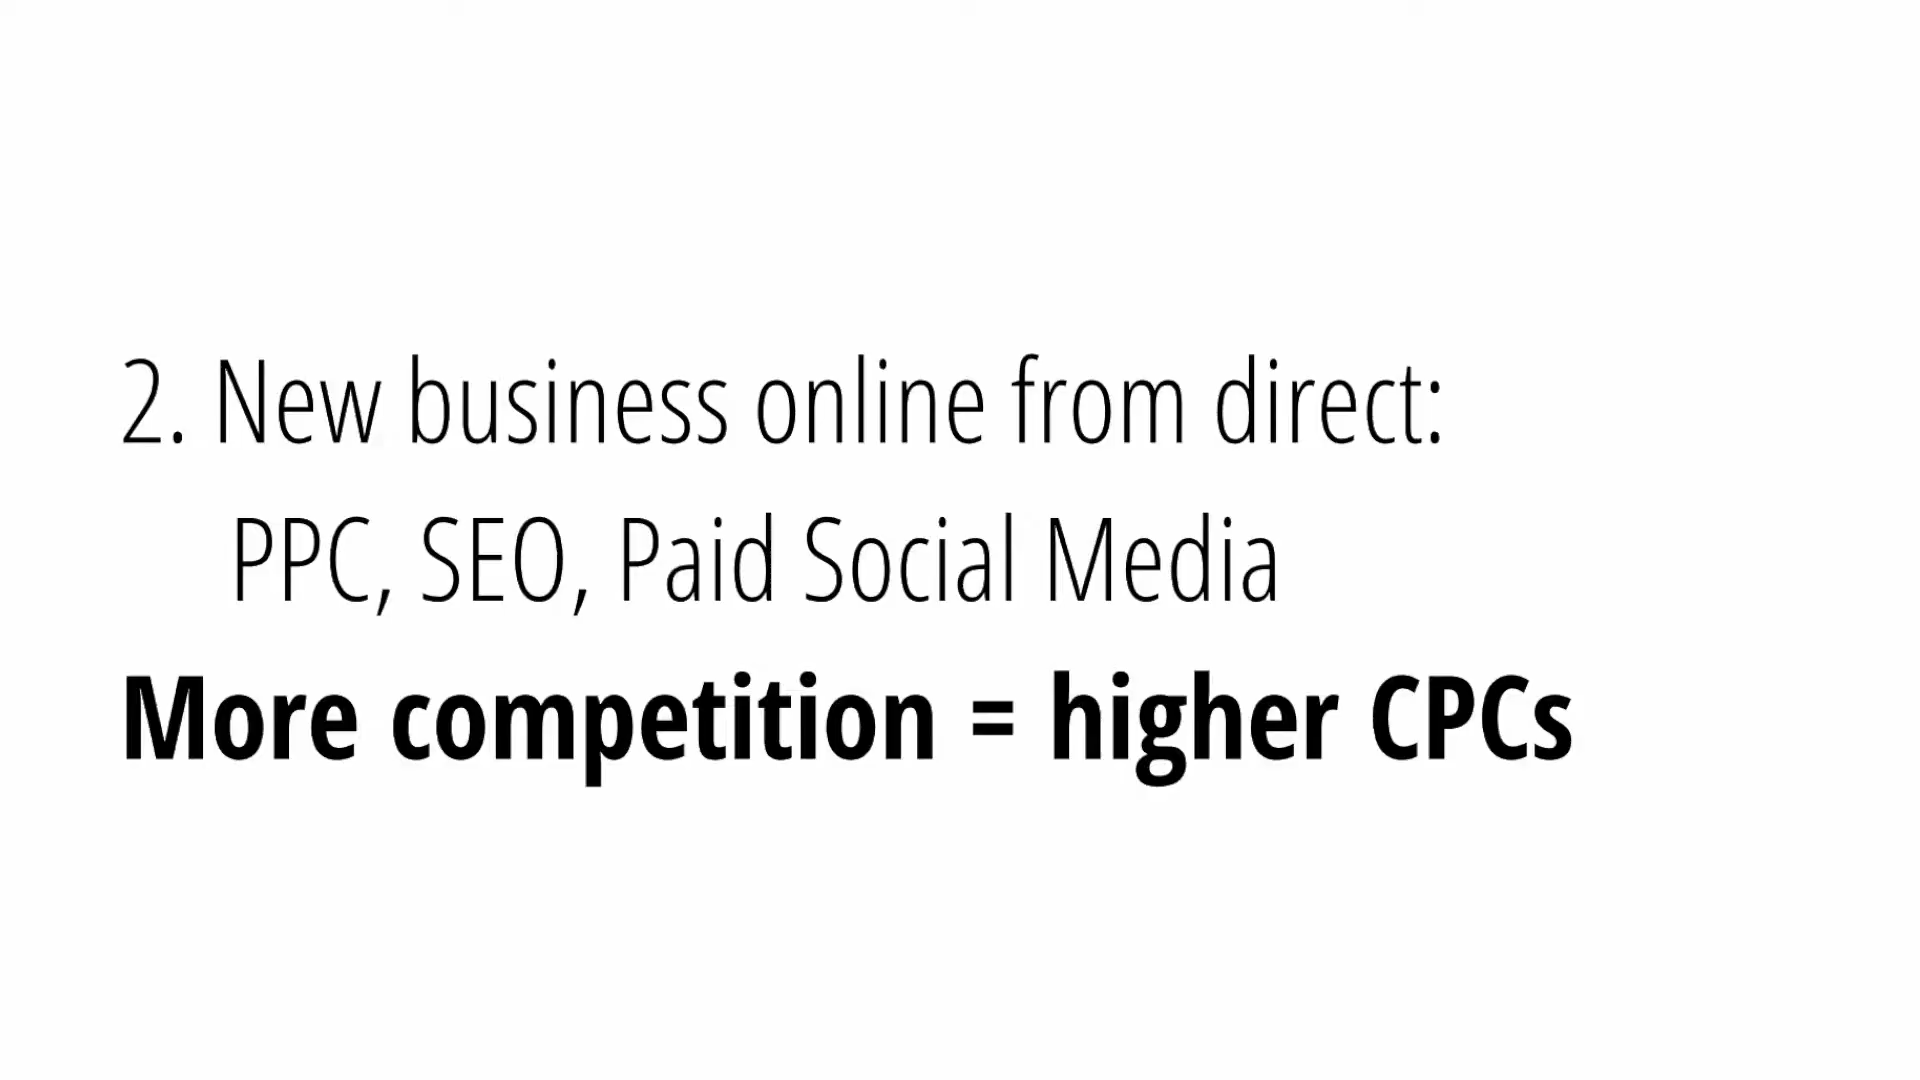 2. New business online from direct:
PPC, SEO, Paid Social Media
More competition = higher CPCs